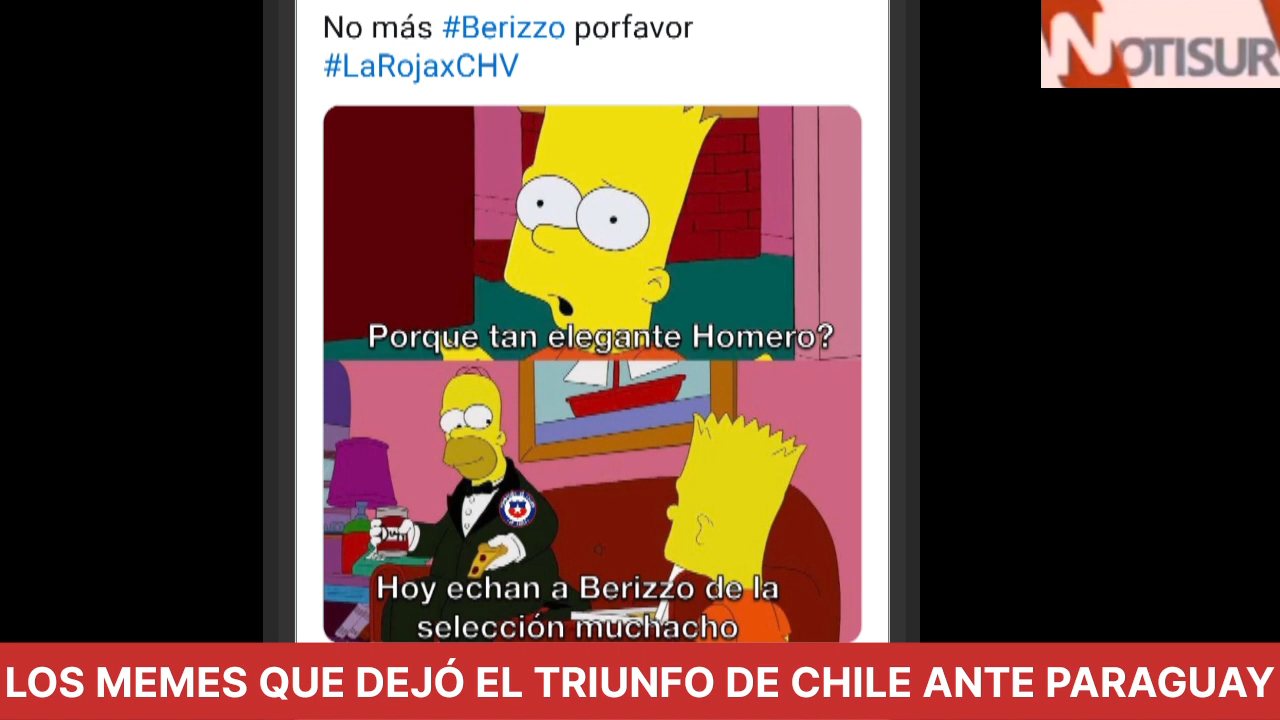 No más #Berizzo porfavor
#LaRojaxCHV
NOTISUR
Porque tan elegante Homero?
Hoy echan a Berizzo de la
selección muchacho
LOS MEMES QUE DEJÓ EL TRIUNFO DE CHILE ANTE PARAGUAY